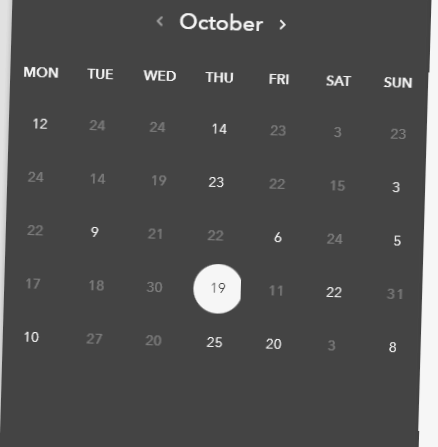 ‹ October ›
MON TUE WED THU FRI SAT SUN
12 24 24 14 23 3 23
24 14 19 23 22 15 3
22 9 21 22 6 24 5
17 18 30 19 11 22 31
10 27 20 25 20 3 8